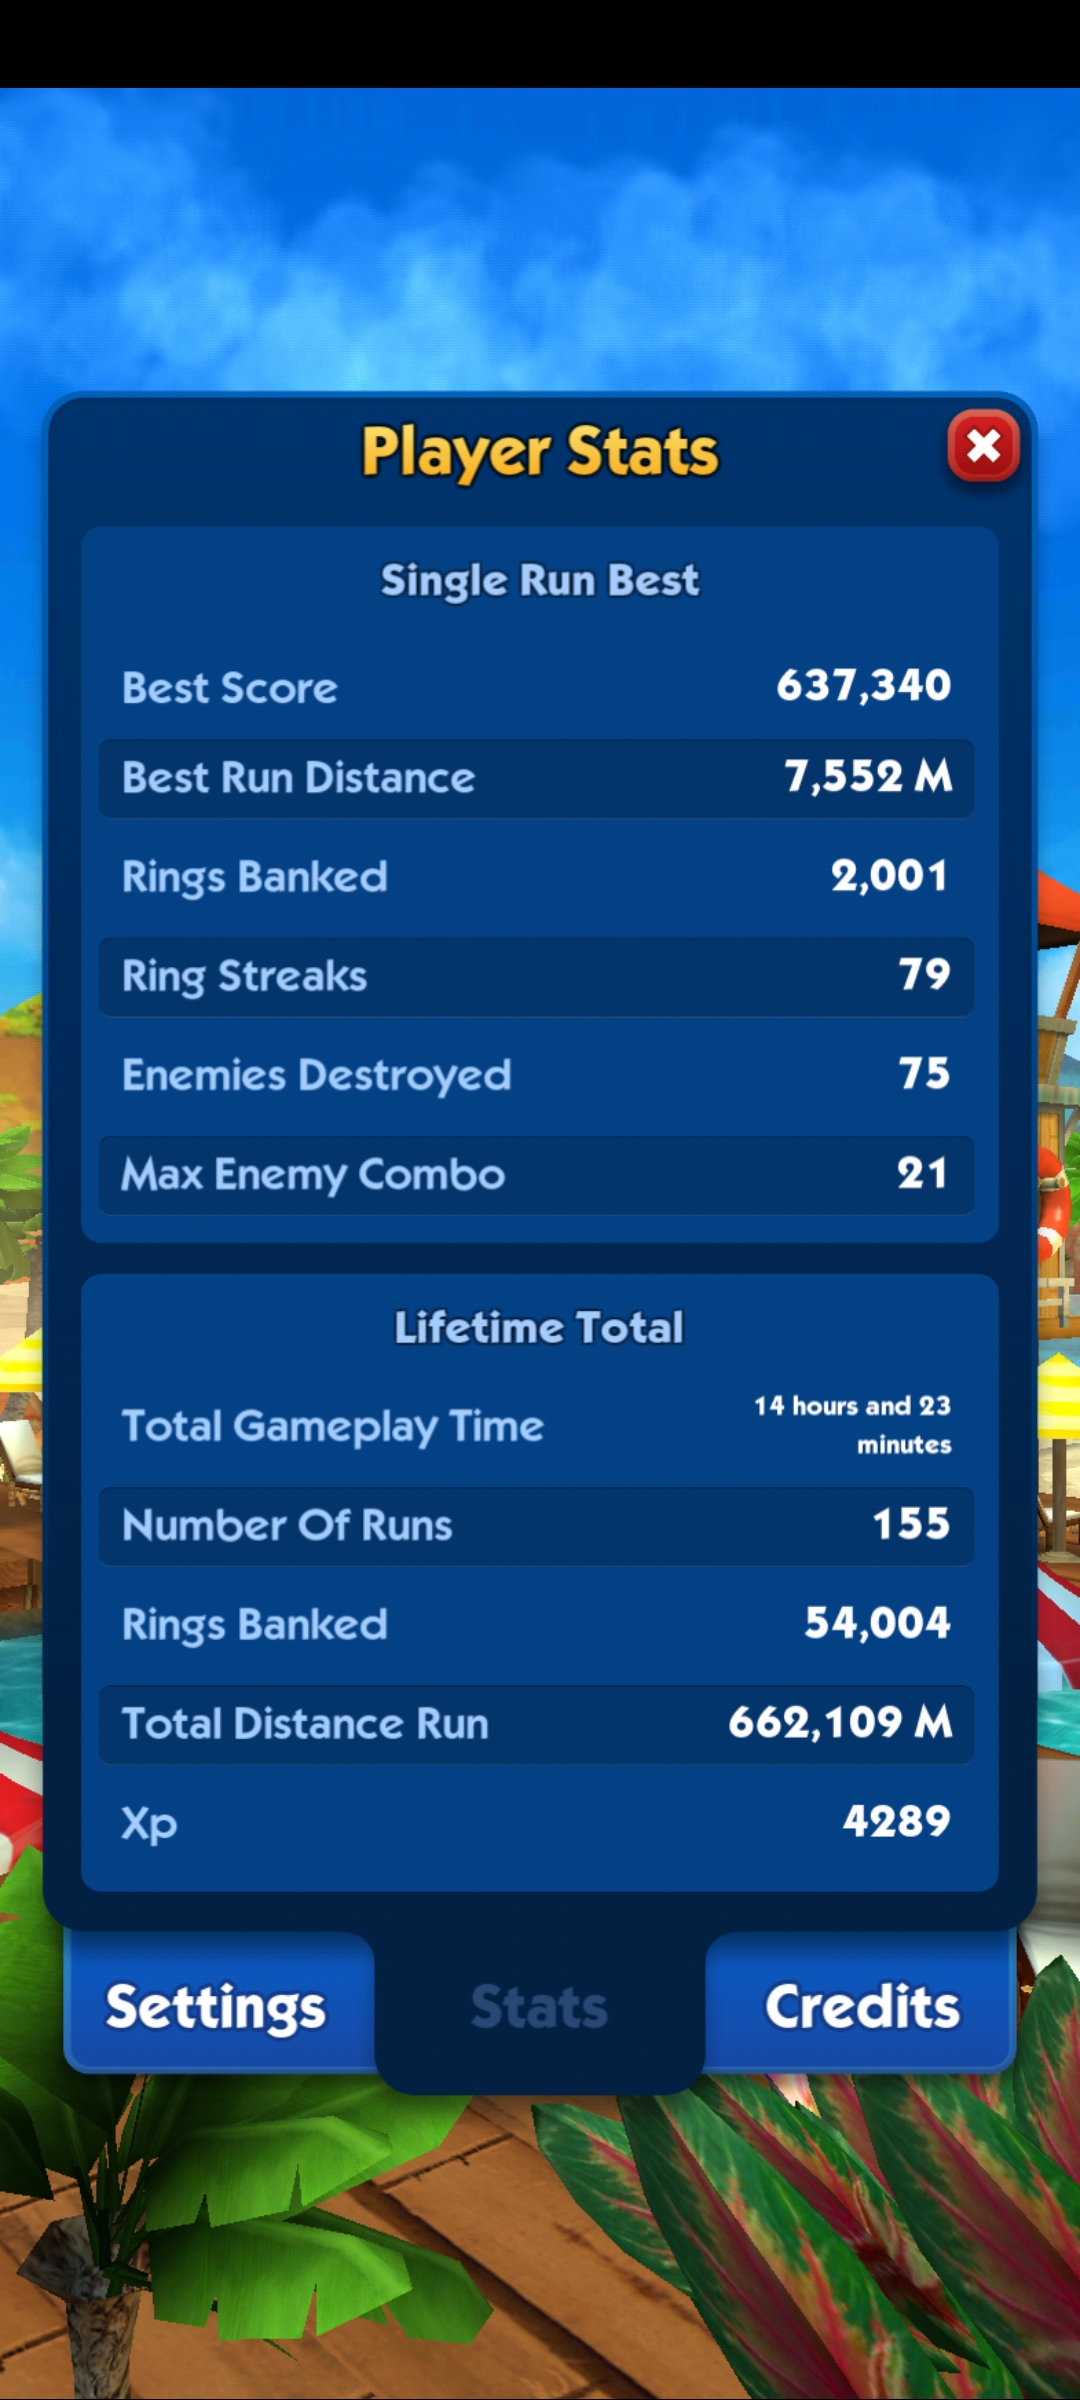 Player Stats
Single Run Best
Best Score 637,340
Best Run Distance 7,552 M
Rings Banked 2,001
Ring Streaks 79
Enemies Destroyed 75
Max Enemy Combo 21
Lifetime Total
Total Gameplay Time 14 hours and 23
minutes
Number Of Runs 155
Rings Banked 54,004
Total Distance Run 662,109 M
Xp 4289
Settings Stats Credits